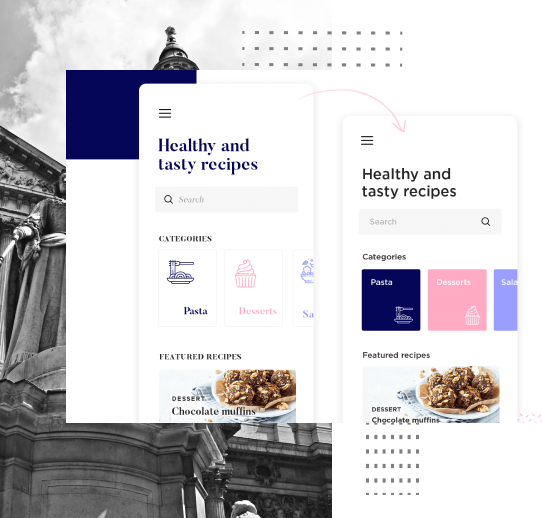 Healthy and
tasty recipes
Search
CATEGORIES
Pasta
Desserts
Sa
FEATURED RECIPES
DESSERT
Chocolate muffins
Healthy and
tasty recipes
Search
Categories
Pasta
Desserts
Sala
Featured recipes
DESSERT
Chocolate muffins